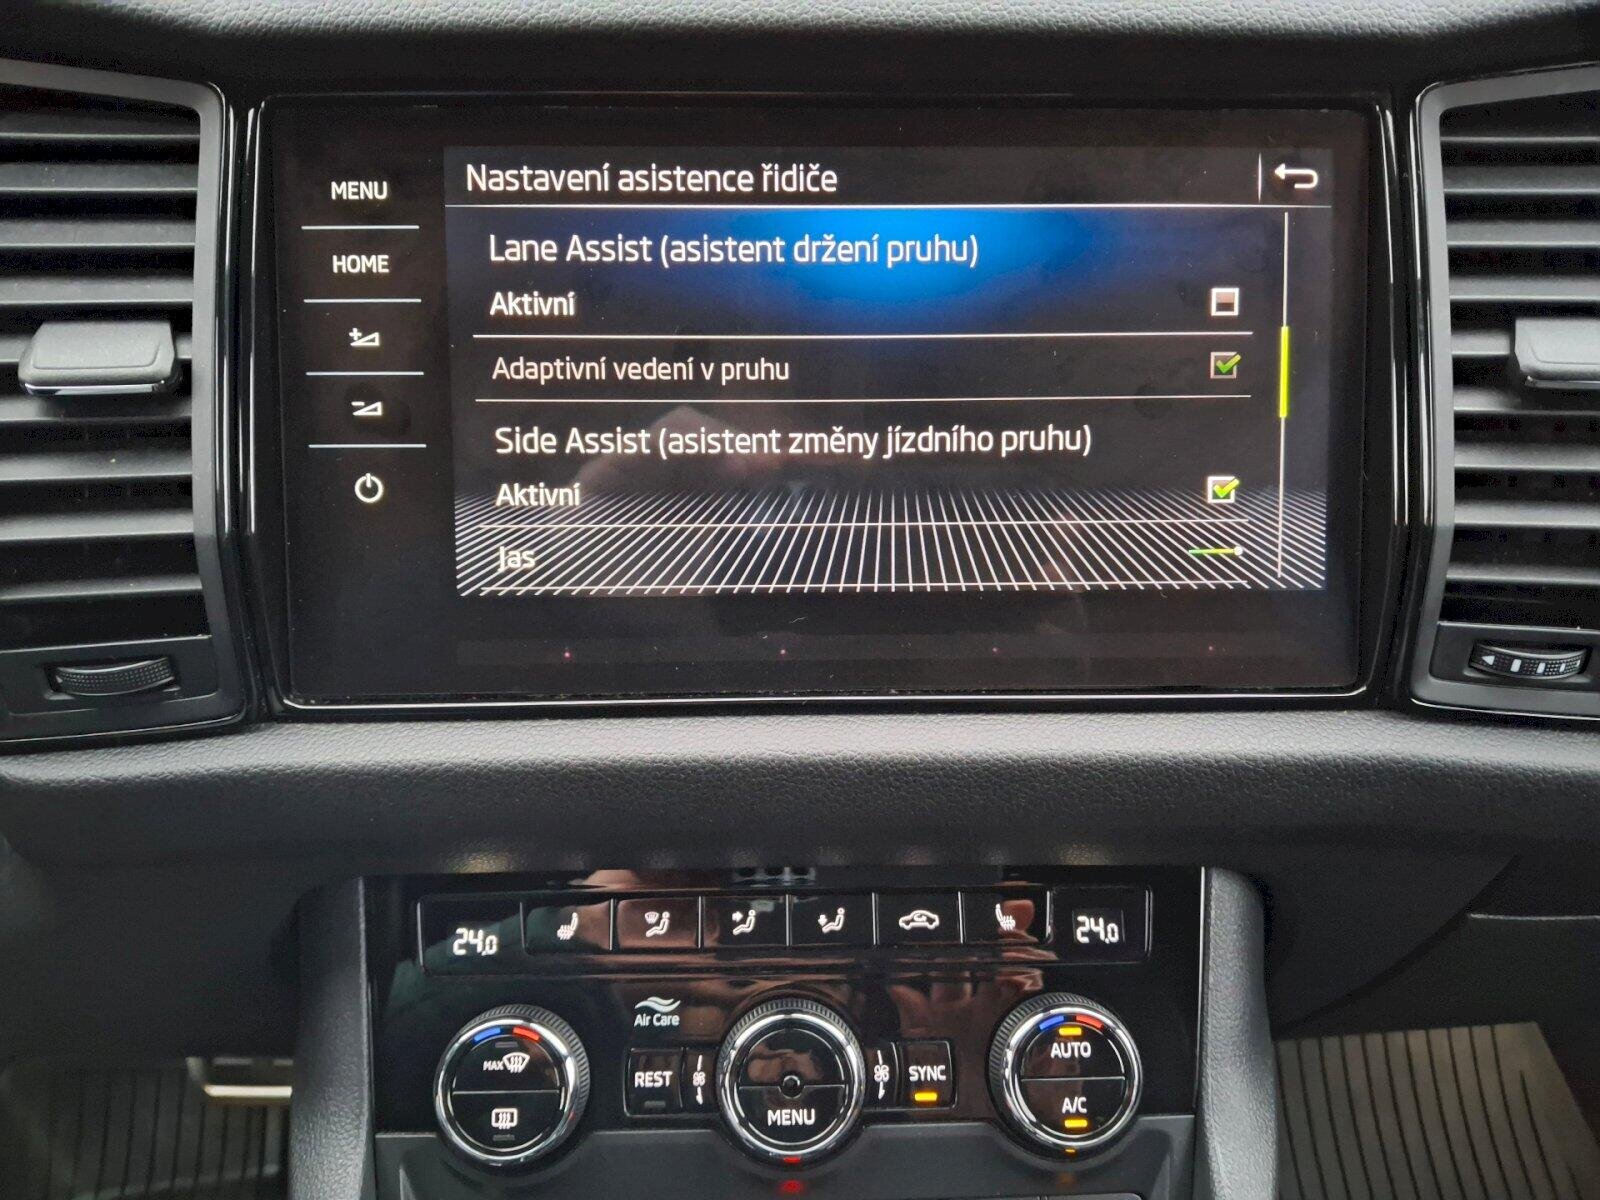 MENU
HOME
Nastavení asistence řidiče
Lane Assist (asistent držení pruhu)
Aktivní
Adaptivní vedení v pruhu
Side Assist (asistent změny jízdního pruhu)
Aktivní
Jas
24.0
24.0
Air Care
MAX
REST
MENU
SYNC
AUTO
A/C